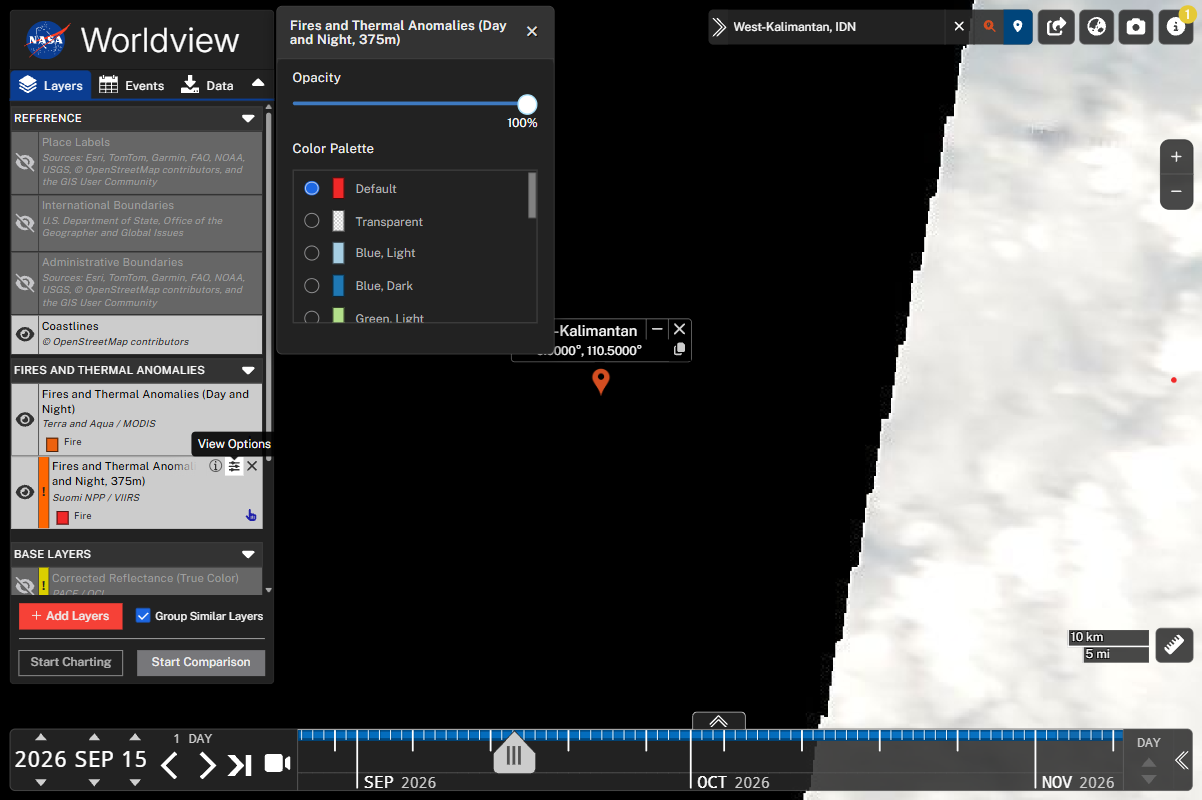 NASA
Worldview
Layers
Events
Data
REFERENCE
Place Labels
Sources: Esri, TomTom, Garmin, FAO, NOAA,
USGS, © OpenStreetMap contributors, and
the GIS User Community
International Boundaries
U.S. Department of State, Office of the
Geographer and Global Issues
Administrative Boundaries
Sources: Esri, TomTom, Garmin, FAO, NOAA,
USGS, © OpenStreetMap contributors, and
the GIS User Community
Coastlines
© OpenStreetMap contributors
FIRES AND THERMAL ANOMALIES
Fires and Thermal Anomalies (Day and
Night)
Terra and Aqua / MODIS
Fire
View Options
Fires and Thermal Anomal
and Night, 375m)
Suomi NPP / VIIRS
Fire
BASE LAYERS
Corrected Reflectance (True Color)
PACE / OCI
+ Add Layers
Group Similar Layers
Start Charting
Start Comparison
Fires and Thermal Anomalies (Day
and Night, 375m)
Opacity
100%
Color Palette
Default
Transparent
Blue, Light
Blue, Dark
Green, Light
West-Kalimantan, IDN
1
-Kalimantan
0000°, 110.5000°
10 km
5 mi
2026 SEP 15
1 DAY
SEP 2026
OCT 2026
NOV 2026
DAY